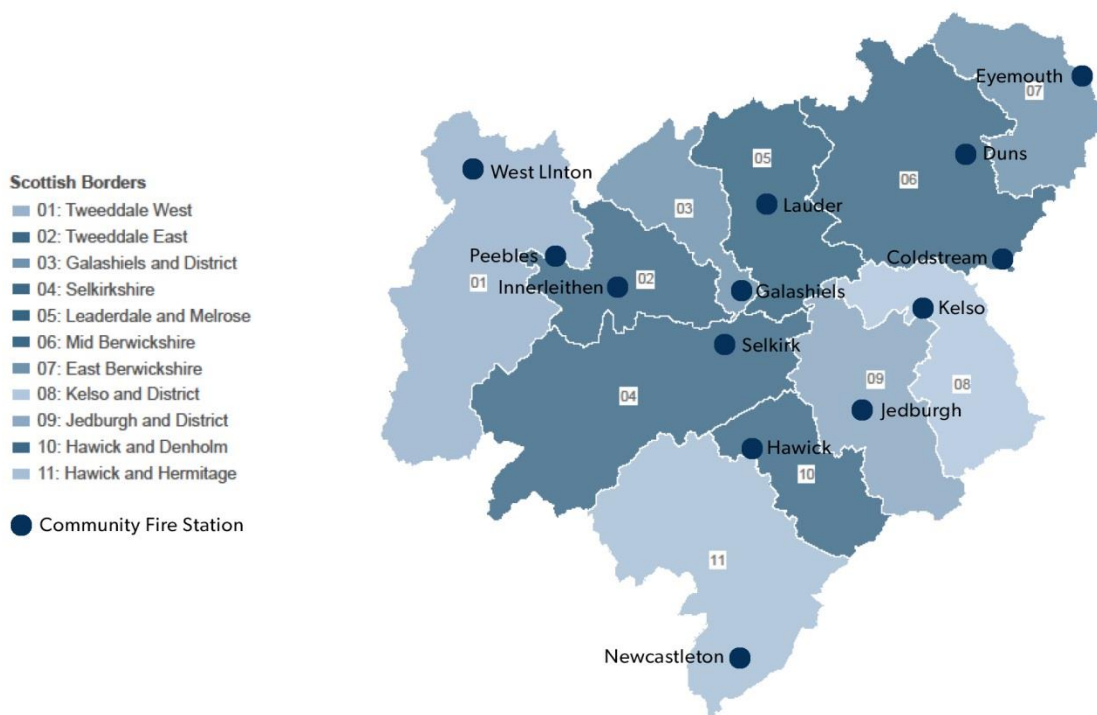 Scottish Borders
01: Tweeddale West
02: Tweeddale East
03: Galashiels and District
04: Selkirkshire
05: Leaderdale and Melrose
06: Mid Berwickshire
07: East Berwickshire
08: Kelso and District
09: Jedburgh and District
10: Hawick and Denholm
11: Hawick and Hermitage
Community Fire Station
Eyemouth
07
Duns
05
West LInton
06
Lauder
03
Peebles
Coldstream
01
Innerleithen
02
Galashiels
Kelso
Selkirk
09
08
04
Jedburgh
Hawick
10
11
Newcastleton